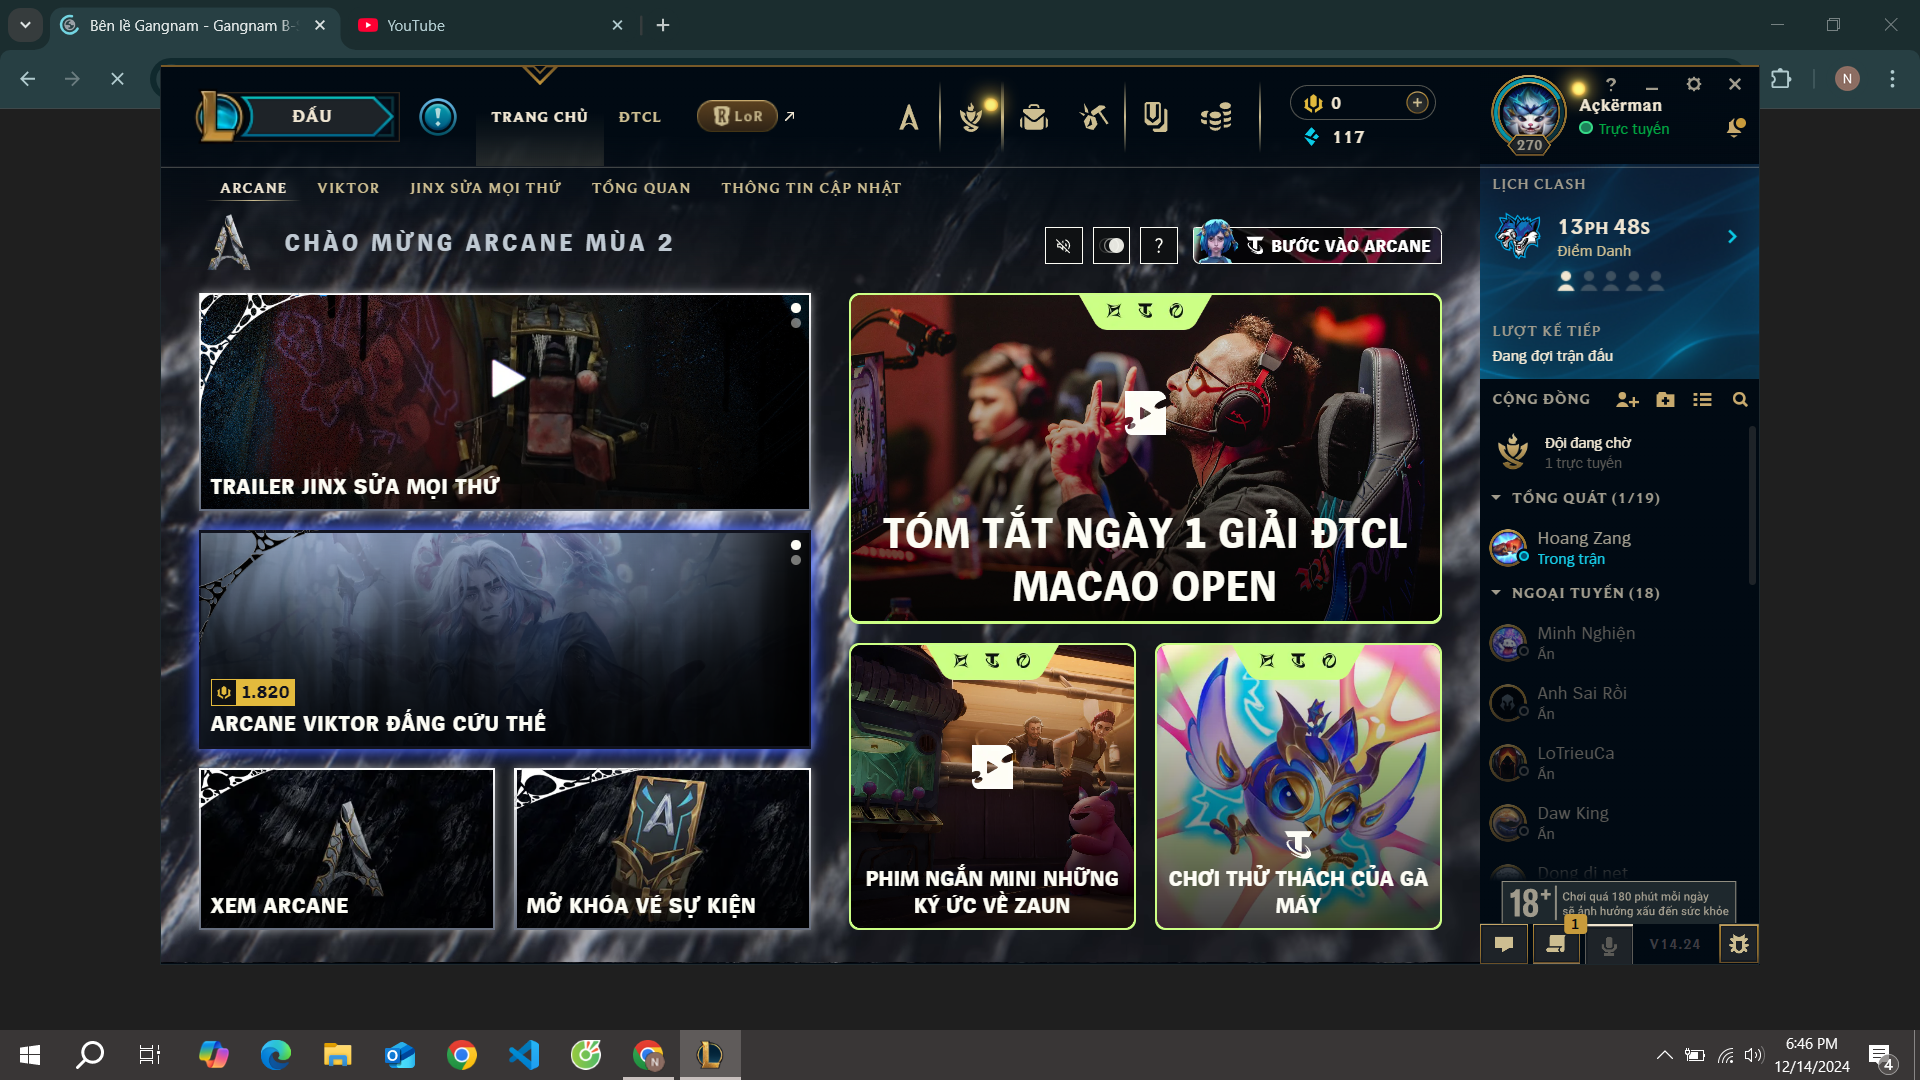 Bên lề Gangnam - Gangnam B-
YouTube
N
ĐẤU
TRANG CHỦ
ĐTCL
LoR
0
117
270
Açkërman
Trực tuyến
ARCANE
VIKTOR
JINX SỬA MỌI THỨ
TỔNG QUAN
THÔNG TIN CẬP NHẬT
CHÀO MỪNG ARCANE MÙA 2
?
BƯỚC VÀO ARCANE
TRAILER JINX SỬA MỌI THỨ
1.820
ARCANE VIKTOR ĐẤNG CỨU THẾ
XEM ARCANE
MỞ KHÓA VÉ SỰ KIỆN
TÓM TẮT NGÀY 1 GIẢI ĐTCL
MACAO OPEN
PHIM NGẮN MINI NHỮNG
KÝ ỨC VỀ ZAUN
CHƠI THỬ THÁCH CỦA GÀ
MÁY
LỊCH CLASH
13PH 48S
Điểm Danh
LƯỢT KẾ TIẾP
Đang đợi trận đấu
CỘNG ĐỒNG
Đội đang chờ
1 trực tuyến
TỔNG QUÁT (1/19)
Hoang Zang
Trong trận
NGOẠI TUYẾN (18)
Minh Nghiện
Ẩn
Anh Sai Rồi
Ẩn
LoTrieuCa
Ẩn
Daw King
Ẩn
Dong di net
18+
Chơi quá 180 phút mỗi ngày
sẽ ảnh hưởng xấu đến sức khỏe
1
V14.24
6:46 PM
12/14/2024
4